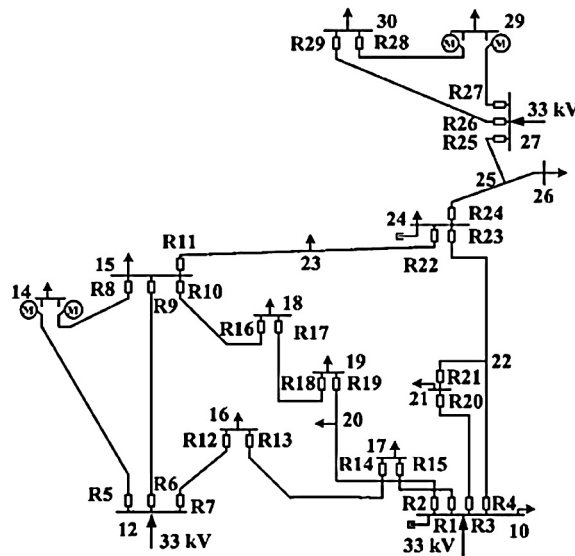 30
29
R29
R28
M
M
R27
33 kV
R26
R25
27
25
26
R24
24
R23
R11
R22
23
15
R8
R10
R9
14
M
M
18
R16
R17
19
R18
R19
22
R21
21
R20
20
16
R12
R13
17
R14
R15
R5
R6
R7
R2
R4
R1
R3
10
12
33 kV
33 kV